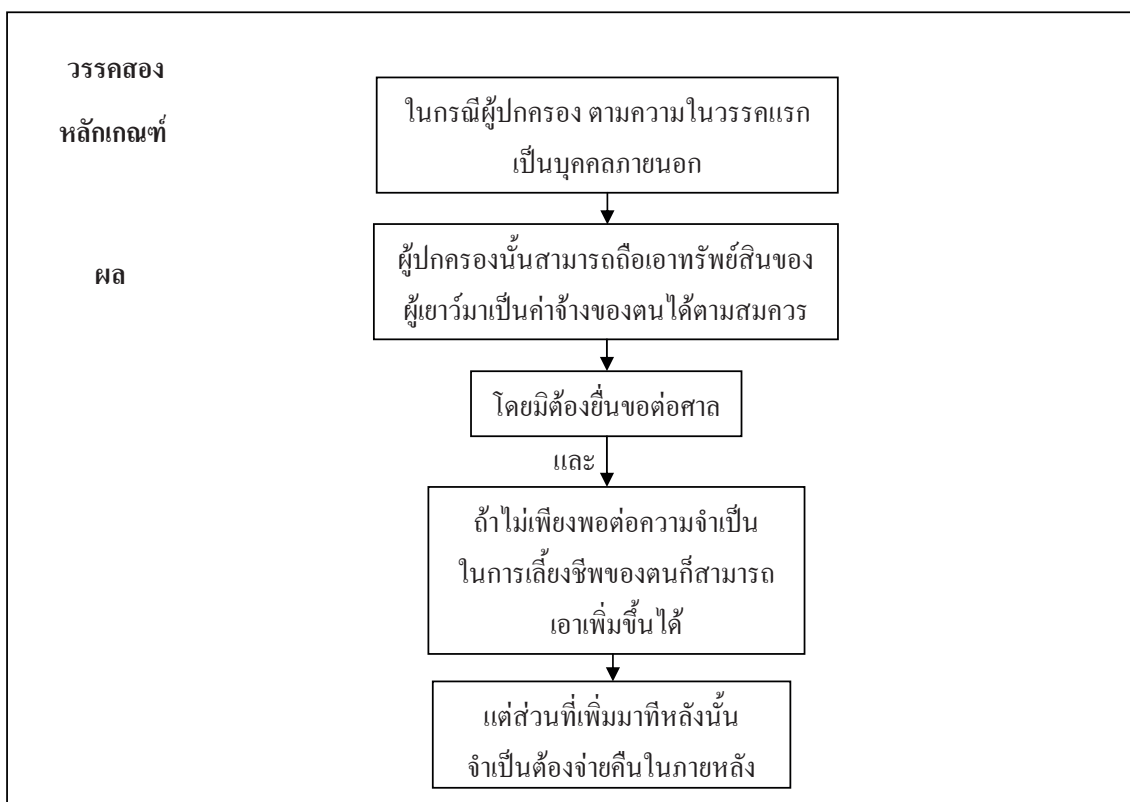 วรรคสอง
หลักเกณฑ์
ในกรณีผู้ปกครอง ตามความในวรรคแรก
เป็นบุคคลภายนอก
ผล
ผู้ปกครองนั้นสามารถถือเอาทรัพย์สินของ
ผู้เยาว์มาเป็นค่าจ้างของตนได้ตามสมควร
โดยมิต้องยื่นขอต่อศาล
และ
ถ้าไม่เพียงพอต่อความจำเป็น
ในการเลี้ยงชีพของตนก็สามารถ
เอาเพิ่มขึ้นได้
แต่ส่วนที่เพิ่มมาทีหลังนั้น
จำเป็นต้องจ่ายคืนในภายหลัง